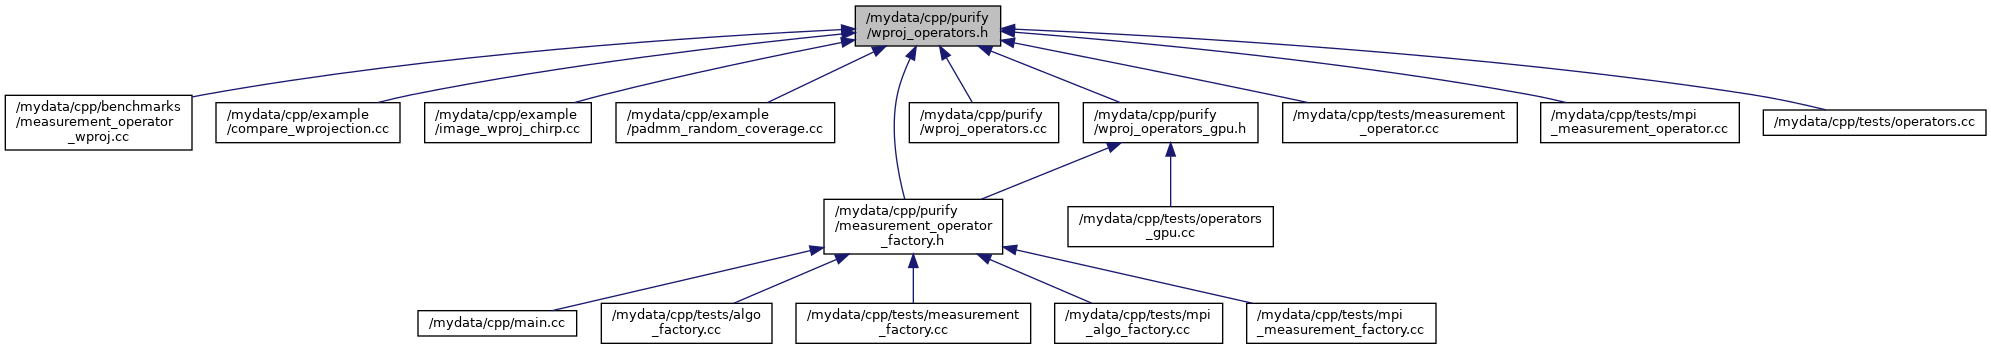 /mydata/cpp/purify
/wproj_operators.h
/mydata/cpp/benchmarks
/measurement_operator
_wproj.cc
/mydata/cpp/example
/compare_wprojection.cc
/mydata/cpp/example
/image_wproj_chirp.cc
/mydata/cpp/example
/padmm_random_coverage.cc
/mydata/cpp/purify
/wproj_operators.cc
/mydata/cpp/purify
/wproj_operators_gpu.h
/mydata/cpp/tests/measurement
_operator.cc
/mydata/cpp/tests/mpi
_measurement_operator.cc
/mydata/cpp/tests/operators.cc
/mydata/cpp/purify
/measurement_operator
_factory.h
/mydata/cpp/tests/operators
_gpu.cc
/mydata/cpp/main.cc
/mydata/cpp/tests/algo
_factory.cc
/mydata/cpp/tests/measurement
_factory.cc
/mydata/cpp/tests/mpi
_algo_factory.cc
/mydata/cpp/tests/mpi
_measurement_factory.cc